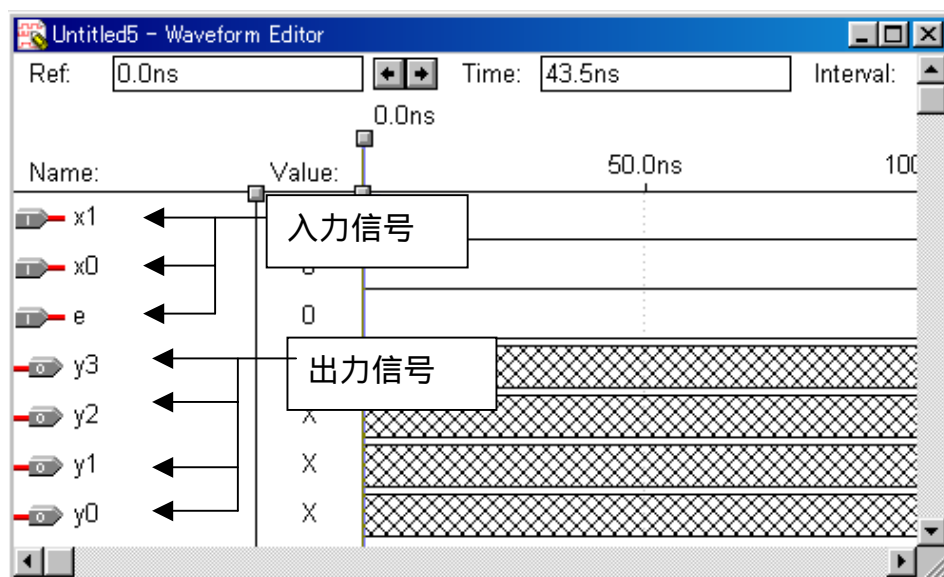 Untitled5 - Waveform Editor
Ref: 0.0ns Time: 43.5ns Interval:
0.0ns
Name: Value: 50.0ns 100
x1
入力信号
x0
e 0
y3
出力信号
y2 X
y1 X
y0 X